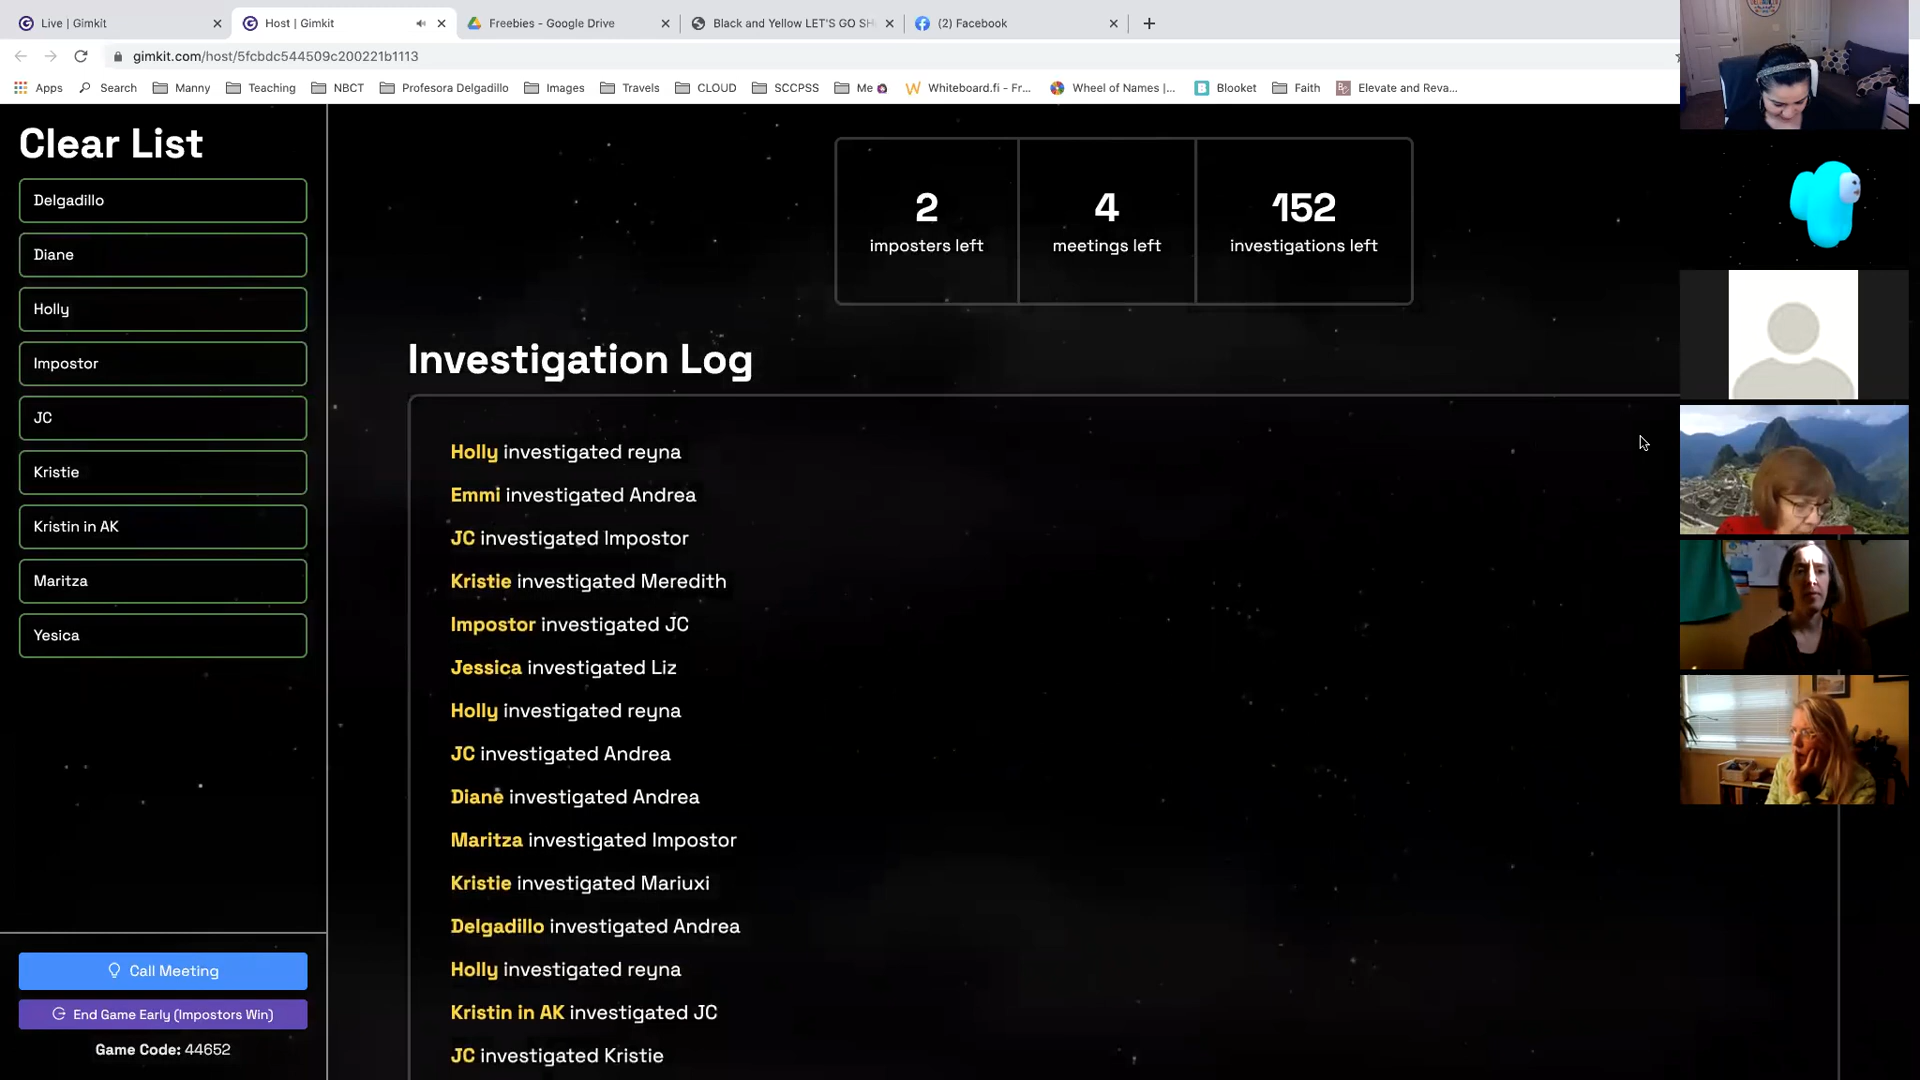 Live | Gimkit
Host | Gimkit
Freebies - Google Drive
Black and Yellow LET'S GO SH
(2) Facebook
gimkit.com/host/5fcbdc544509c200221b1113
Apps
Search
Manny
Teaching
NBCT
Profesora Delgadillo
Images
Travels
CLOUD
SCCPSS
Me
Whiteboard.fi - Fr...
Wheel of Names |...
Blooket
Faith
Elevate and Reva...
Clear List
Delgadillo
Diane
Holly
Impostor
JC
Kristie
Kristin in AK
Maritza
Yesica
Call Meeting
End Game Early (Impostors Win)
Game Code: 44652
2
imposters left
4
meetings left
152
investigations left
Investigation Log
Holly investigated reyna
Emmi investigated Andrea
JC investigated Impostor
Kristie investigated Meredith
Impostor investigated JC
Jessica investigated Liz
Holly investigated reyna
JC investigated Andrea
Diane investigated Andrea
Maritza investigated Impostor
Kristie investigated Mariuxi
Delgadillo investigated Andrea
Holly investigated reyna
Kristin in AK investigated JC
JC investigated Kristie